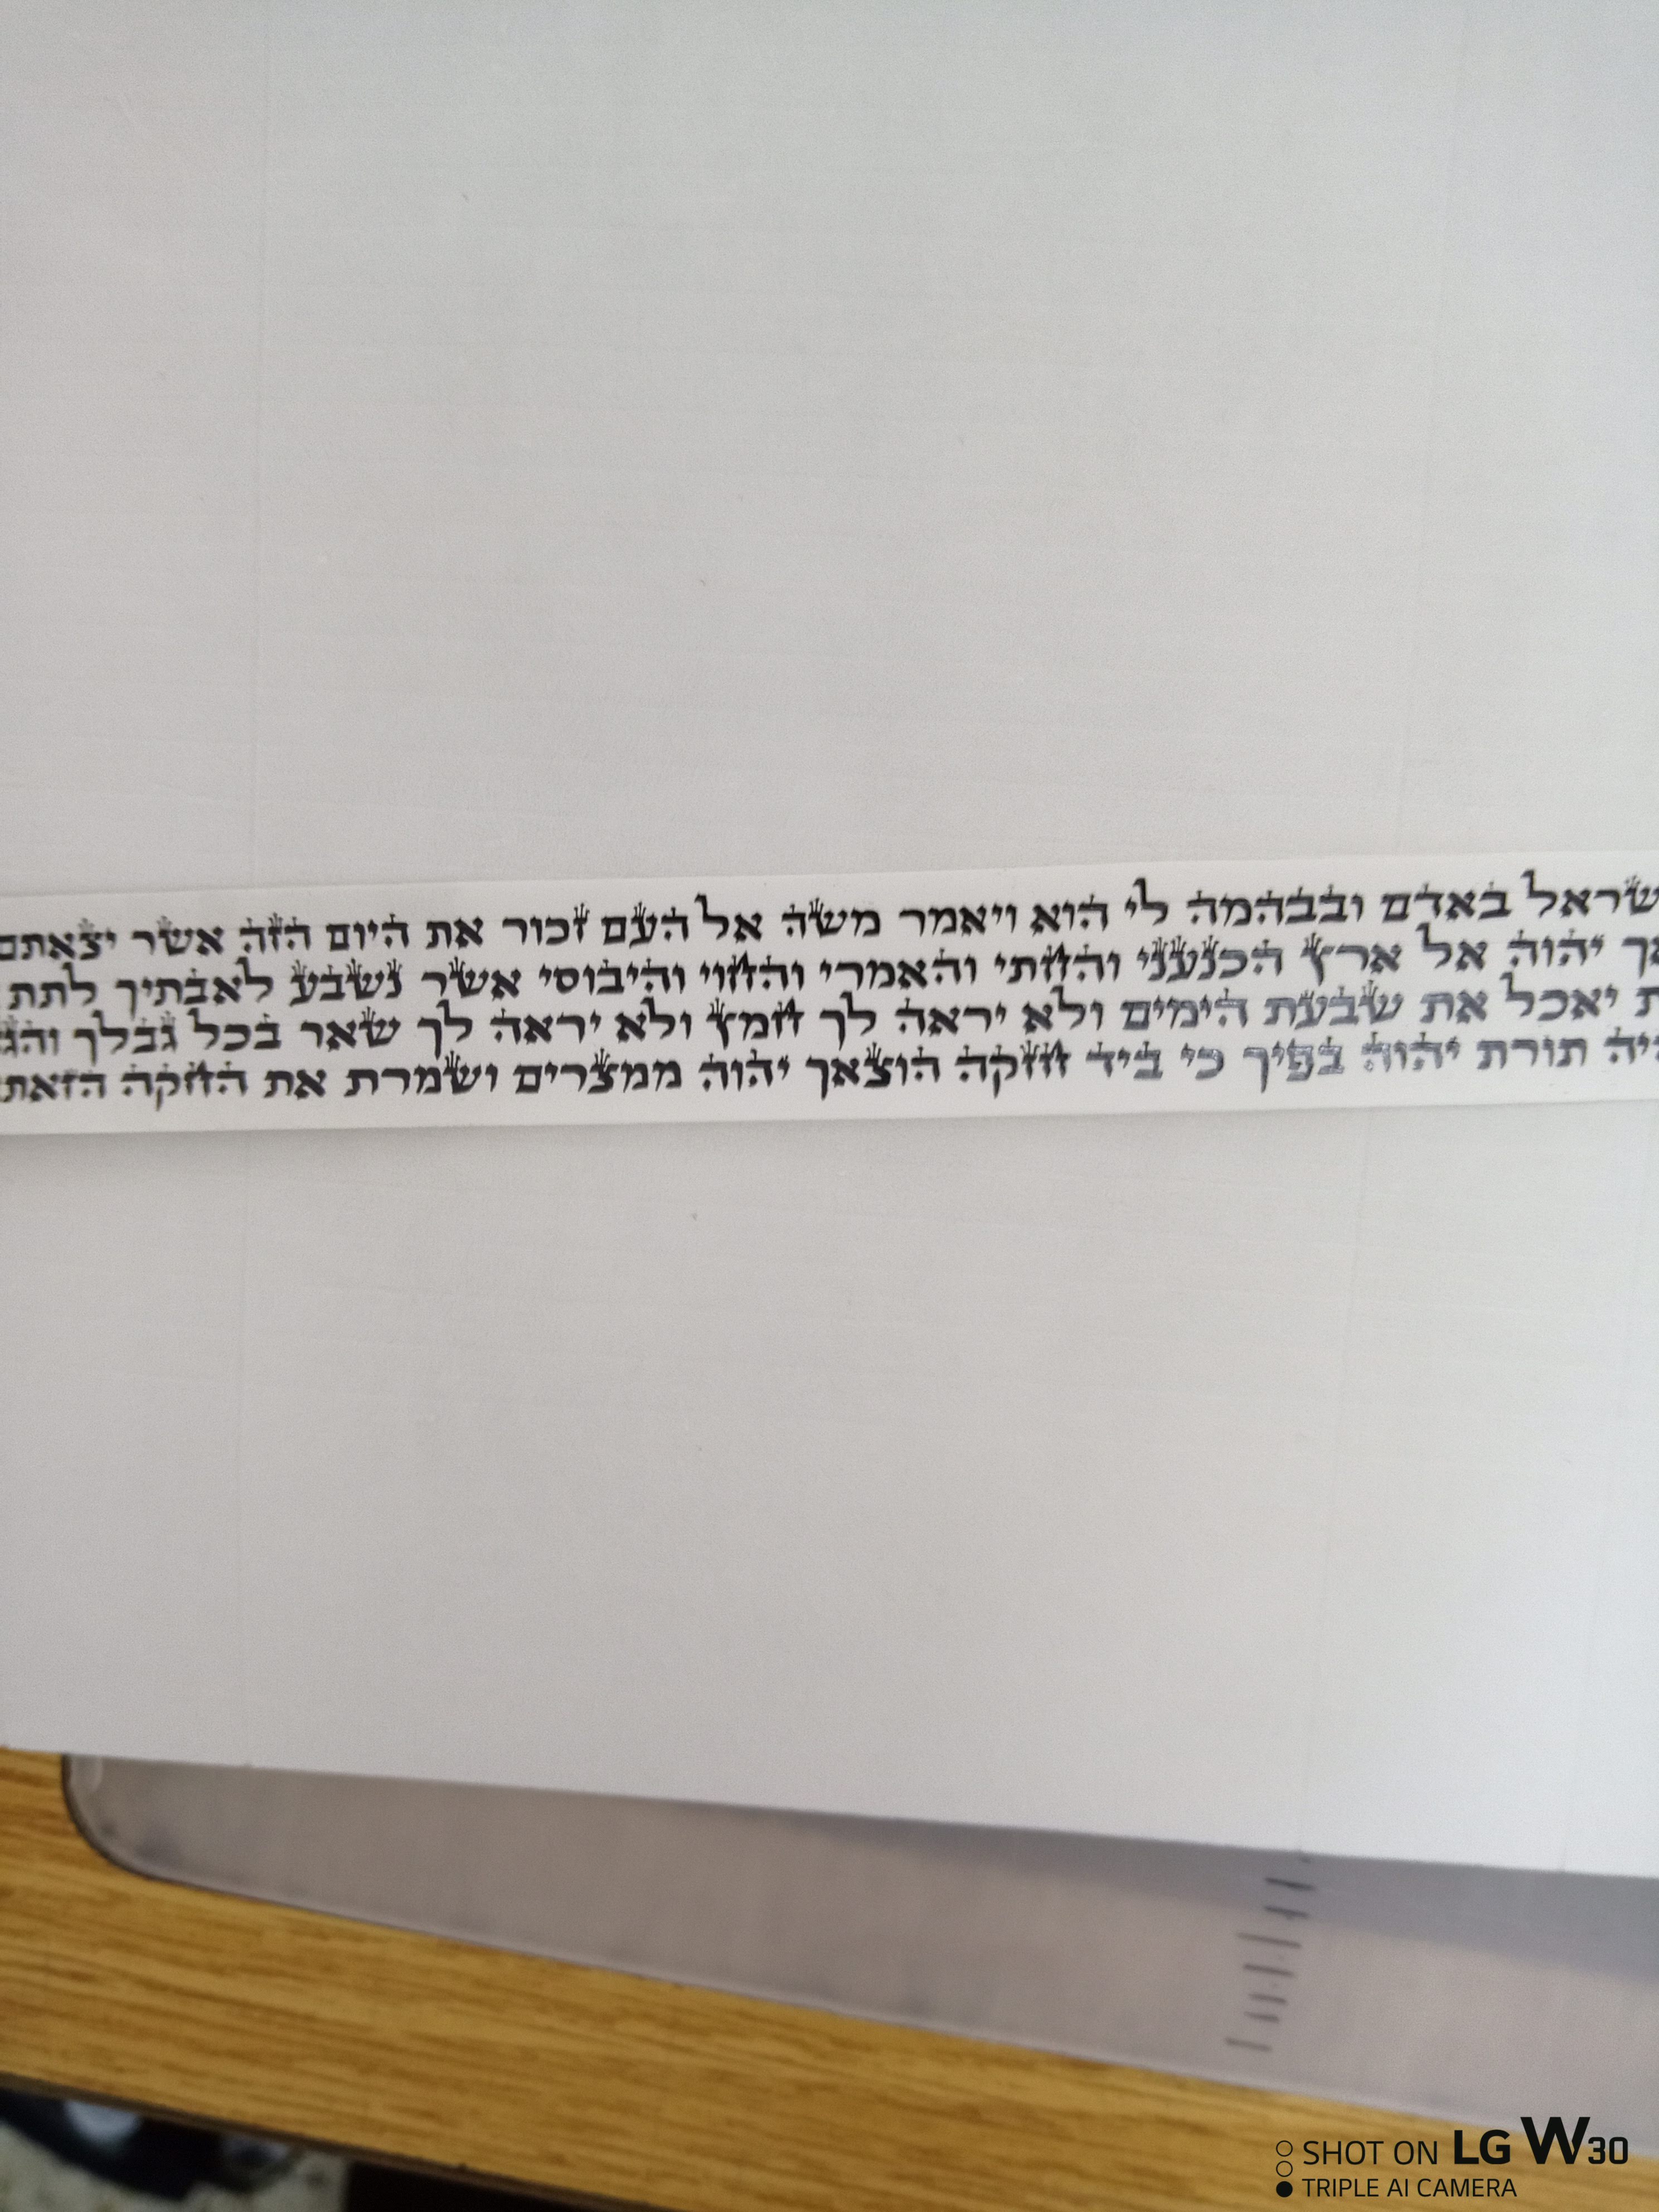 שראל באדם ובבהמה לי הוא ויאמר משה אל העם זכור את היום הזה אשר יצאתם
אך יהוה אל ארץ הכנעני והחתי והאמרי והחוי והיבוסי אשר נשבע לאבתיך לתת
ת יאכל את שבעת הימים ולא יראה לך חמץ ולא יראה לך שאר בכל גבלך והג
יה תורת יהוה בפיך כי ביד חזקה הוצאך יהוה ממצרים ושמרת את החקה הזאת
SHOT ON LG W30
TRIPLE AI CAMERA